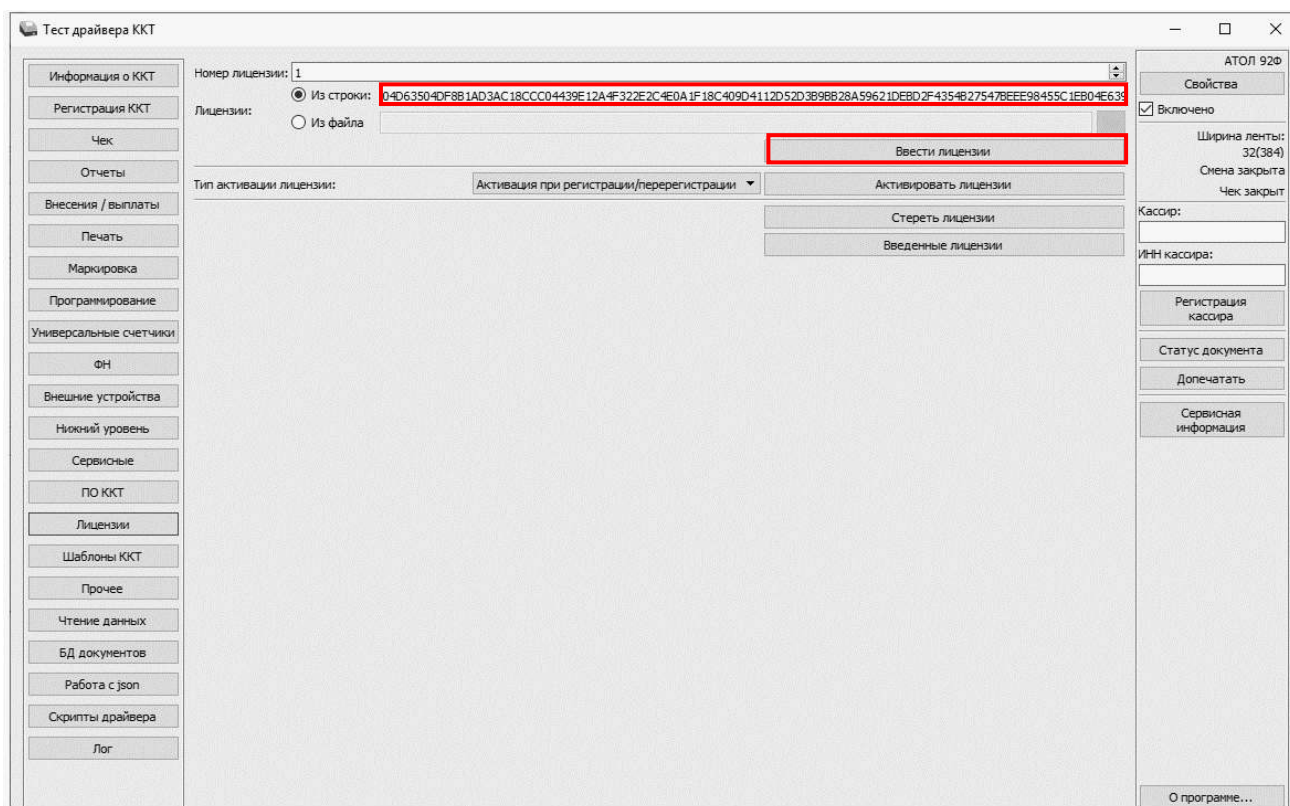 Тест драйвера ККТ
Информация о ККТ
Регистрация ККТ
Чек
Отчеты
Внесения / выплаты
Печать
Маркировка
Программирование
Универсальные счетчики
ФН
Внешние устройства
Нижний уровень
Сервисные
ПО ККТ
Лицензии
Шаблоны ККТ
Прочее
Чтение данных
БД документов
Работа с json
Скрипты драйвера
Лог
Номер лицензии: 1
Лицензии:
Из строки: 04D63504DF8B1AD3AC18CCC04439E12A4F322E2C4E0A1F18C409D4112D52D3B9BB28A59621DEBD2F4354B27547BEEE98455C1EB04E639
Из файла
Ввести лицензии
Тип активации лицензии: Активация при регистрации/перерегистрации Активировать лицензии
Стереть лицензии
Введенные лицензии
АТОЛ 92Ф
Свойства
Включено
Ширина ленты:
32(384)
Смена закрыта
Чек закрыт
Кассир:
ИНН кассира:
Регистрация
кассира
Статус документа
Допечатать
Сервисная
информация
О программе...